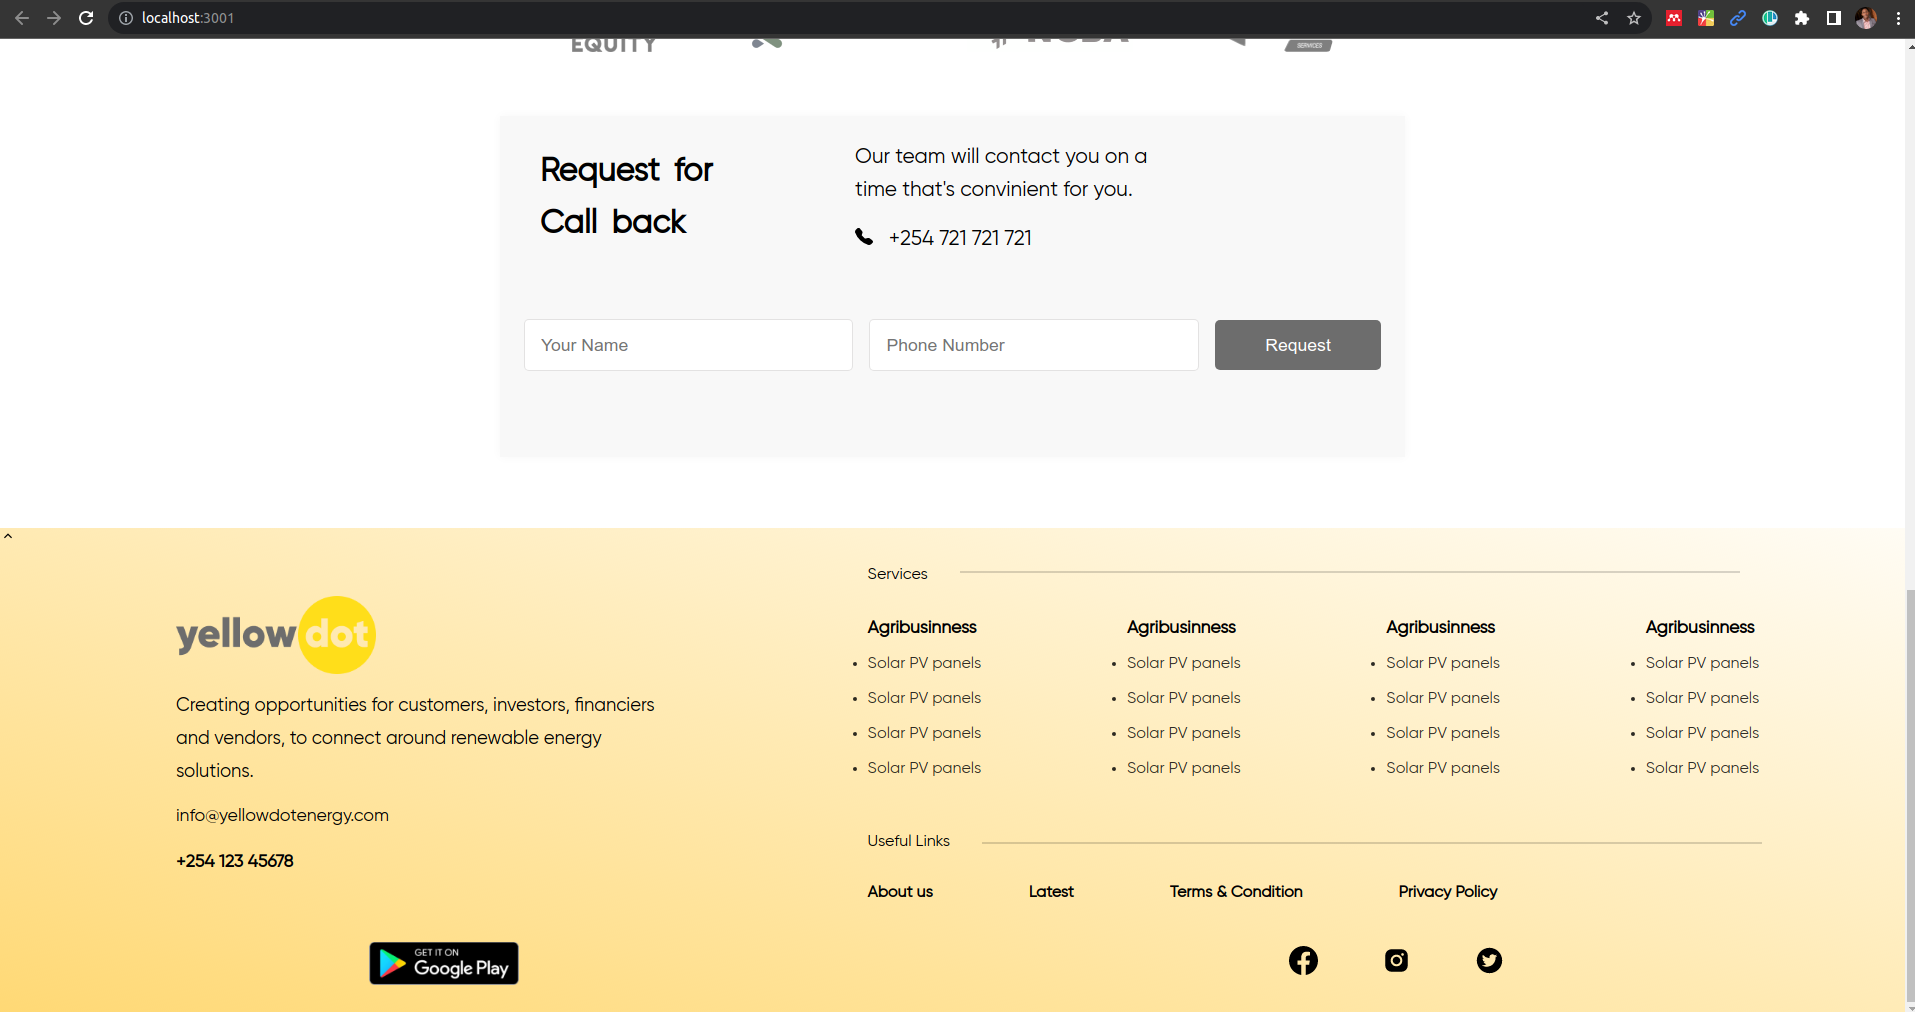 localhost:3001
EQUITY
NCBA
SERVICES
Request for
Call back
Our team will contact you on a
time that's convinient for you.
+254 721 721 721
Your Name
Phone Number
Request
yellow dot
Creating opportunities for customers, investors, financiers
and vendors, to connect around renewable energy
solutions.
info@yellowdotenergy.com
+254 123 45678
GET IT ON
Google Play
Services
Agribusinness Agribusinness Agribusinness Agribusinness
Solar PV panels Solar PV panels Solar PV panels Solar PV panels
Solar PV panels Solar PV panels Solar PV panels Solar PV panels
Solar PV panels Solar PV panels Solar PV panels Solar PV panels
Solar PV panels Solar PV panels Solar PV panels Solar PV panels
Useful Links
About us Latest Terms & Condition Privacy Policy